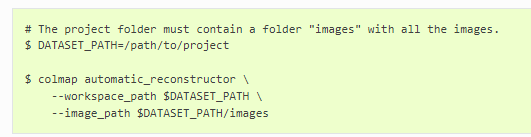 # The project folder must contain a folder "images" with all the images.
$ DATASET_PATH=/path/to/project
$ colmap automatic_reconstructor \
--workspace_path $DATASET_PATH \
--image_path $DATASET_PATH/images